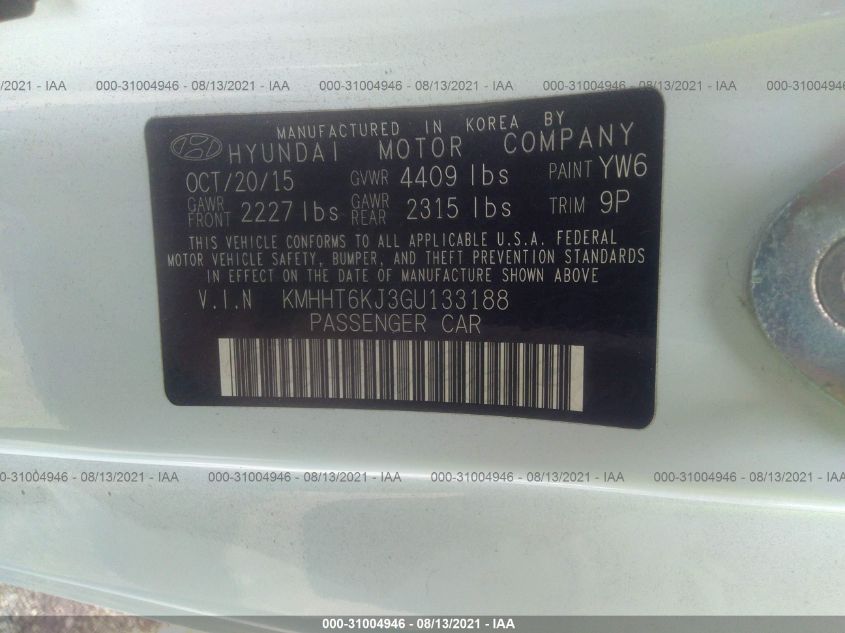 /2021 - IAA 000-31004946 - 08/13/2021 - IAA 000-31004946 - 08/13/2021 - IAA 000-31004946 - 08/13/2021 - IAA 000-310049
MANUFACTURED IN KOREA BY
HYUNDAI MOTOR COMPANY
OCT/20/15 GVWR 4409 lbs PAINT YW6
GAWR FRONT 2227 lbs GAWR REAR 2315 lbs TRIM 9P
THIS VEHICLE CONFORMS TO ALL APPLICABLE U.S.A. FEDERAL
MOTOR VEHICLE SAFETY, BUMPER, AND THEFT PREVENTION STANDARDS
IN EFFECT ON THE DATE OF MANUFACTURE SHOWN ABOVE
V.I.N KMHHT6KJ3GU133188
PASSENGER CAR
000-31004946 - 08/13/2021 - IAA 000-31004946 - 08/13/2021 - IAA 000-31004946 - 08/13/2021 - IAA 000-31004946 - 08/13/2021
000-31004946 - 08/13/2021 - IAA